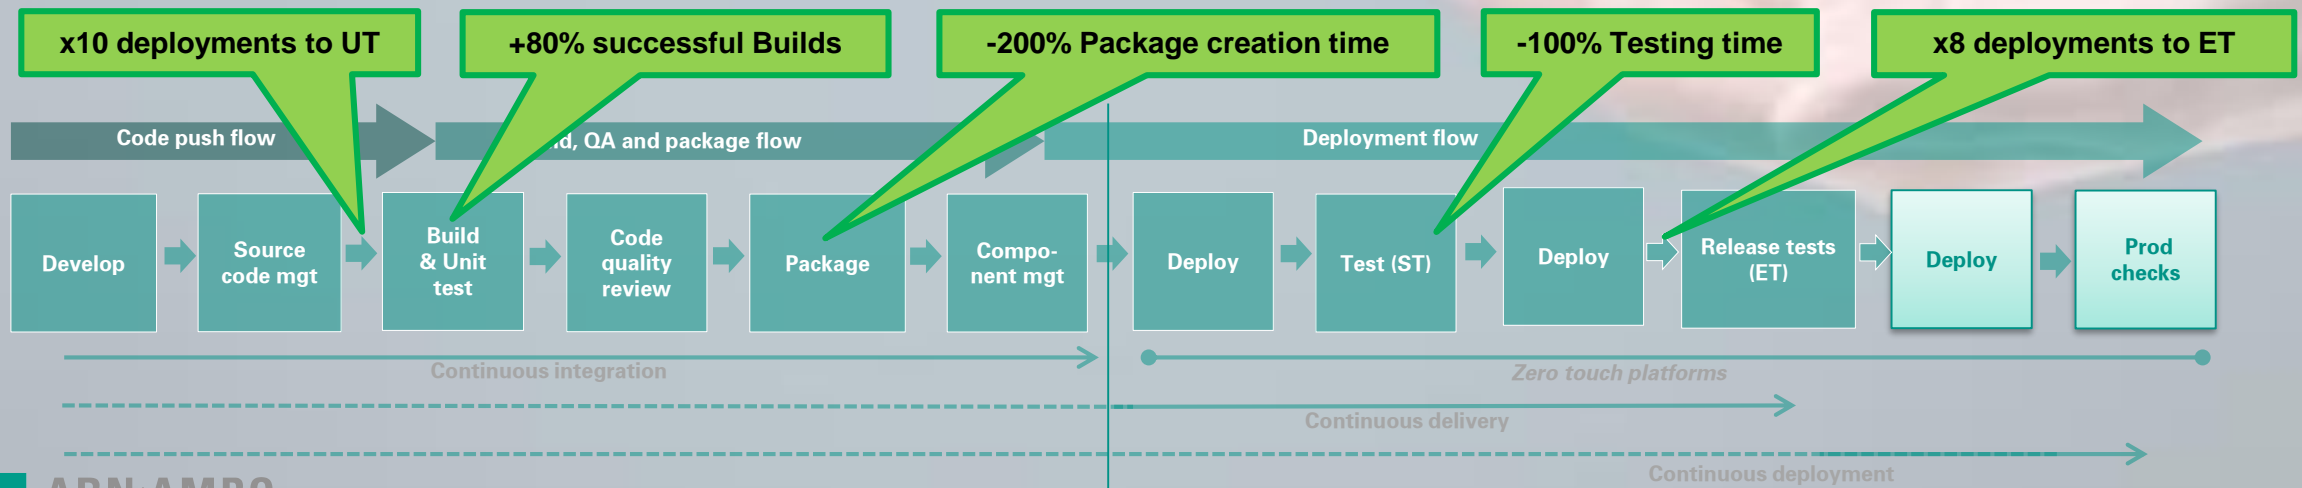 x10 deployments to UT
+80% successful Builds
-200% Package creation time
-100% Testing time
x8 deployments to ET
Code push flow
QA and package flow
Deployment flow
Develop
Source
code mgt
Build
& Unit
test
Code
quality
review
Package
Compo-
nent mgt
Deploy
Test (ST)
Deploy
Release tests
(ET)
Deploy
Prod
checks
Continuous integration
Zero touch platforms
Continuous delivery
Continuous deployment